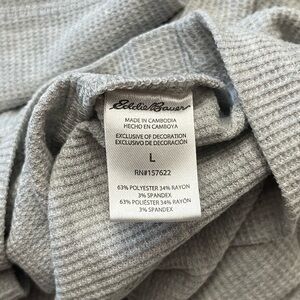 Eddie Bauer
MADE IN CAMBODIA
HECHO EN CAMBOYA
EXCLUSIVE OF DECORATION
EXCLUSIVO DE DECORACIÓN
L
RN#157622
63% POLYESTER 34% RAYON
3% SPANDEX
63% POLIÉSTER 34% RAYÓN
3% SPANDEX